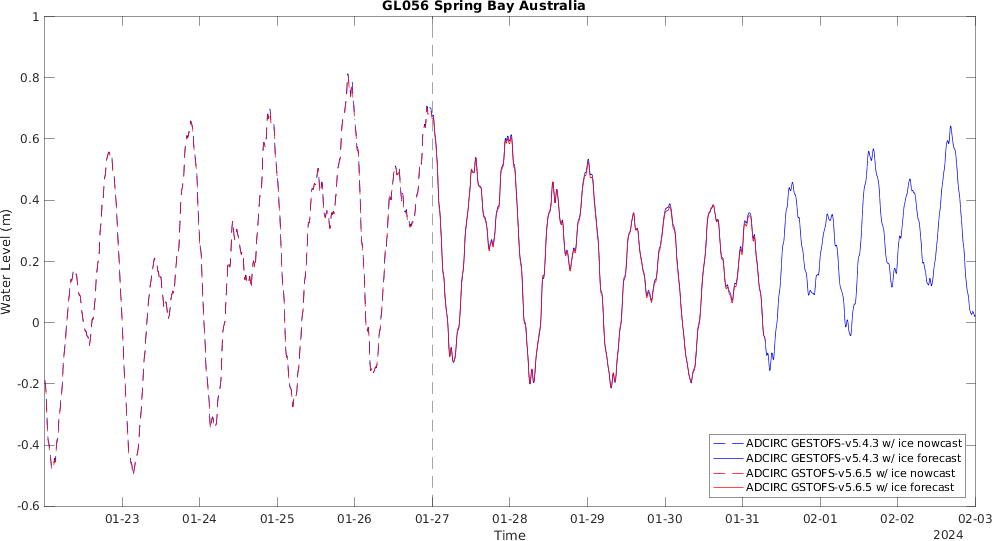 GL056 Spring Bay Australia
1
0.8
0.6
0.4
0.2
0
-0.2
-0.4
-0.6
Water Level (m)
ADCIRC GESTOFS-v5.4.3 w/ ice nowcast
ADCIRC GESTOFS-v5.4.3 w/ ice forecast
ADCIRC GSTOFS-v5.6.5 w/ ice nowcast
ADCIRC GSTOFS-v5.6.5 w/ ice forecast
01-23 01-24 01-25 01-26 01-27 01-28 01-29 01-30 01-31 02-01 02-02 02-03
Time
2024